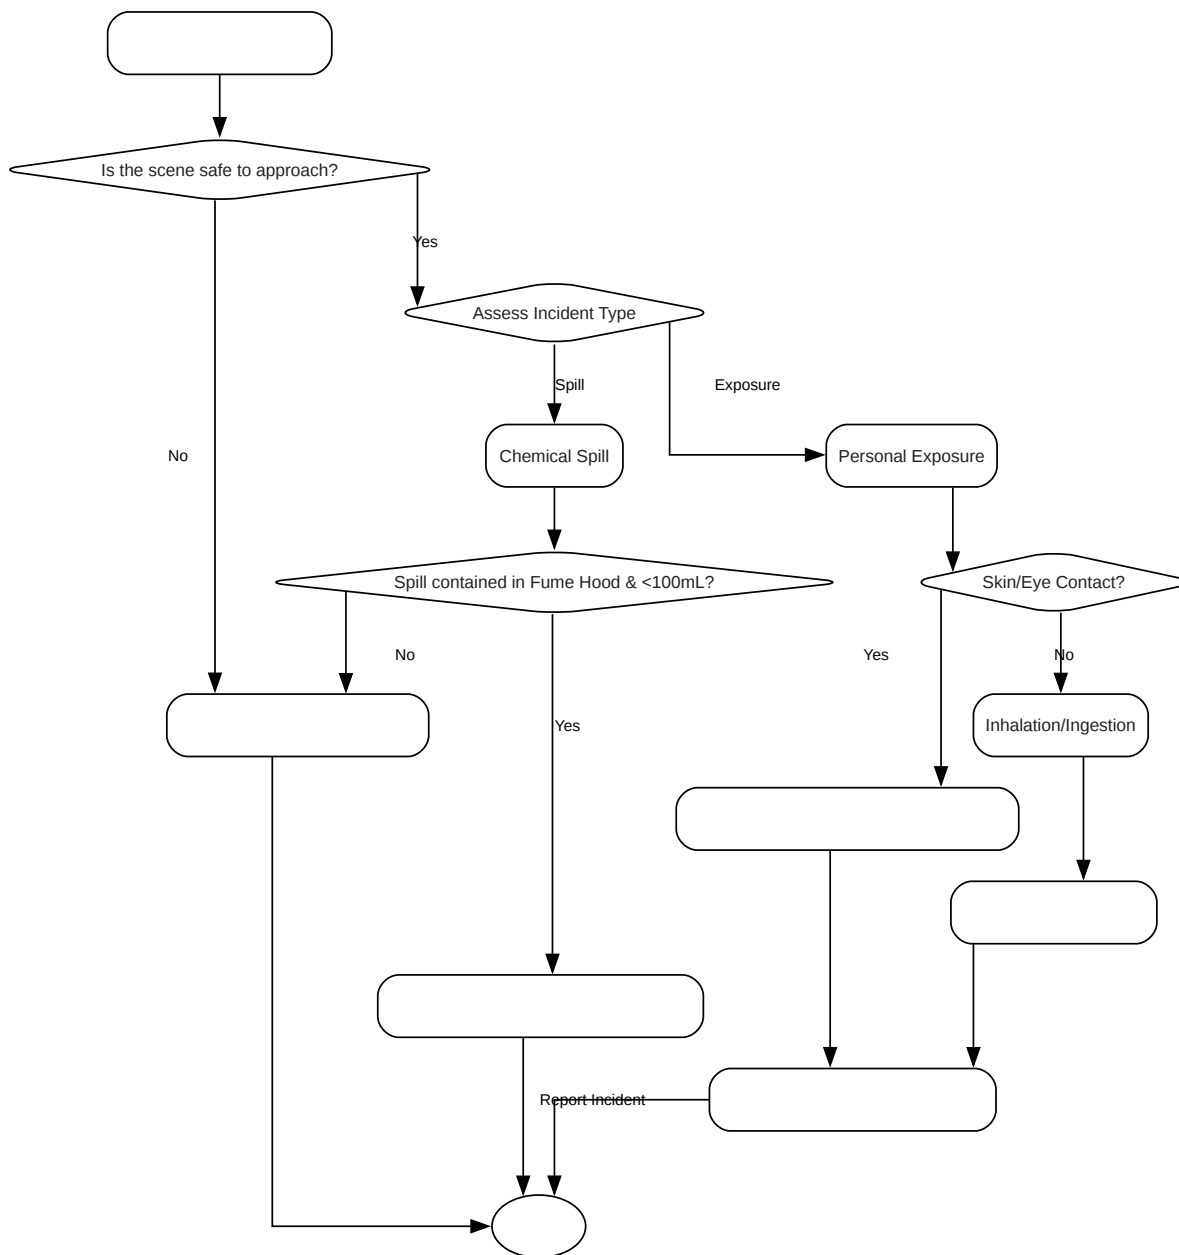 Is the scene safe to approach?
Yes
Assess Incident Type
Spill
Exposure
No
Chemical Spill
Personal Exposure
Spill contained in Fume Hood & <100mL?
Skin/Eye Contact?
No
Yes
No
Yes
Inhalation/Ingestion
Report Incident